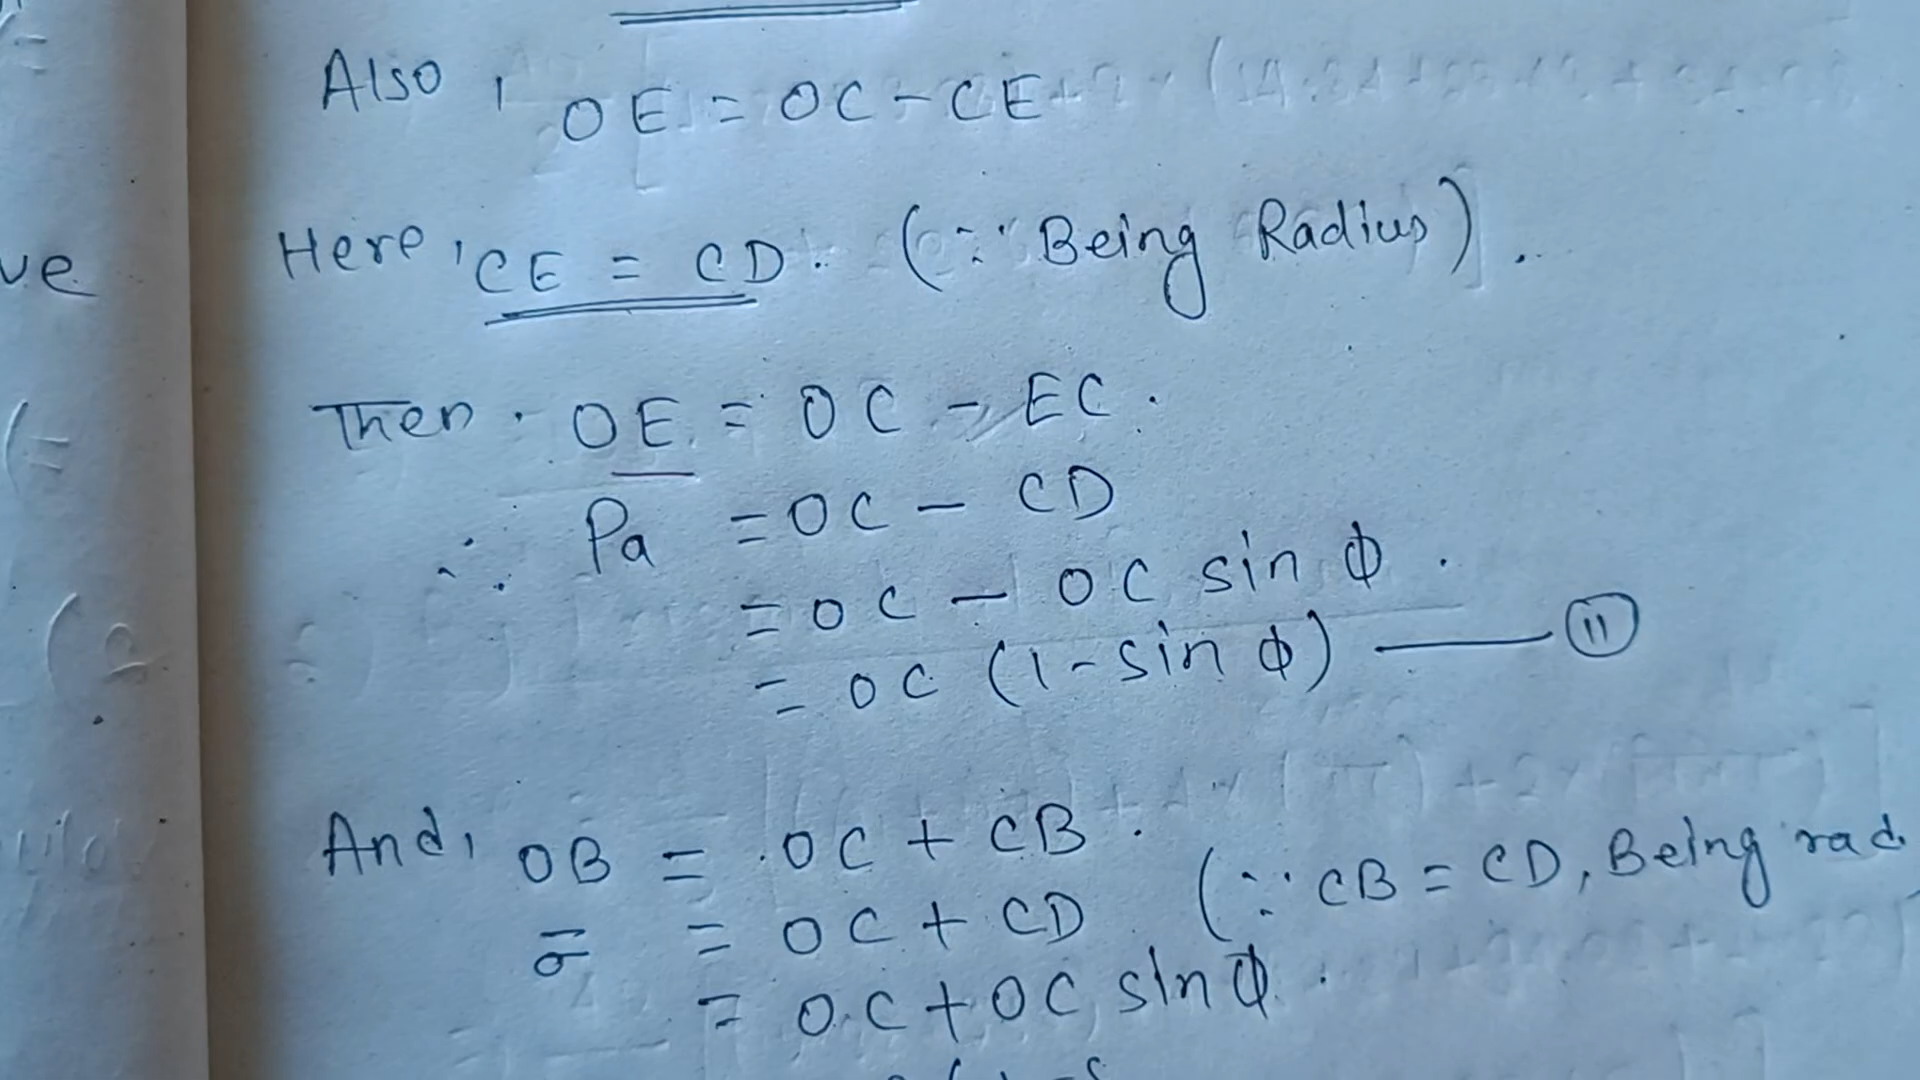 Also, OE = OC - CE
ve
Here, CE = CD. (∵ Being Radius).
Then. OE = OC - EC.
∴ Pa = OC - CD
= OC - OC sin ϕ.
= OC (1 - sin ϕ) —— (11)
And, OB = OC + CB.
σ̄ = OC + CD (∵ CB = CD, Being rad
= OC + OC sin ϕ.